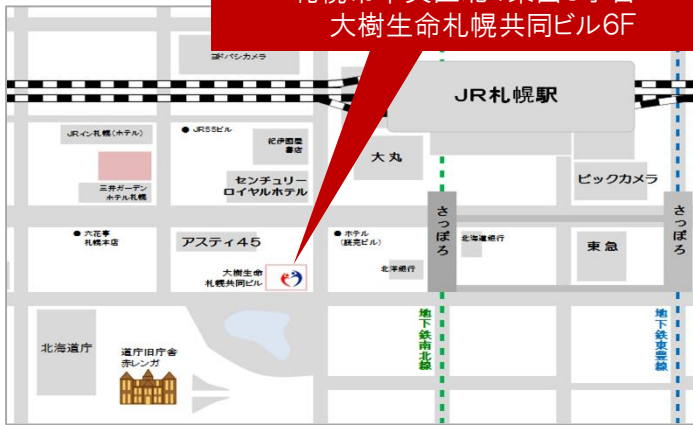 大樹生命札幌共同ビル6F
ヨドバシカメラ
JR札幌駅
JRイン札幌(ホテル)
● JR55ビル
紀伊國屋
書店
大丸
三井ガーデン
ホテル札幌
センチュリー
ロイヤルホテル
ビックカメラ
● 六花亭
札幌本店
アスティ45
● ホテル
(読売ビル)
さっぽろ
北海道銀行
東急
さっぽろ
大樹生命
札幌共同ビル
北洋銀行
北海道庁
道庁旧庁舎
赤レンガ
地下鉄南北線
地下鉄東豊線